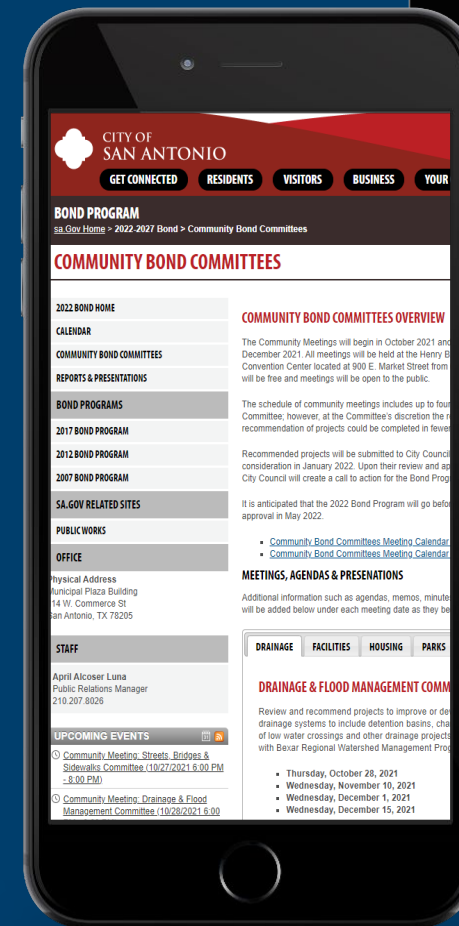 CITY OF
SAN ANTONIO
GET CONNECTED RESIDENTS VISITORS BUSINESS YOUR
BOND PROGRAM
sa.Gov Home > 2022-2027 Bond > Community Bond Committees
COMMUNITY BOND COMMITTEES
2022 BOND HOME
CALENDAR
COMMUNITY BOND COMMITTEES
REPORTS & PRESENTATIONS
BOND PROGRAMS
2017 BOND PROGRAM
2012 BOND PROGRAM
2007 BOND PROGRAM
SA.GOV RELATED SITES
PUBLIC WORKS
OFFICE
Physical Address
Municipal Plaza Building
114 W. Commerce St
San Antonio, TX 78205
STAFF
April Alcoser Luna
Public Relations Manager
210.207.8026
UPCOMING EVENTS
Community Meeting: Streets, Bridges &
Sidewalks Committee (10/27/2021 6:00 PM
- 8:00 PM)
Community Meeting: Drainage & Flood
Management Committee (10/28/2021 6:00
COMMUNITY BOND COMMITTEES OVERVIEW
The Community Meetings will begin in October 2021 and
December 2021. All meetings will be held at the Henry B
Convention Center located at 900 E. Market Street from
will be free and meetings will be open to the public.
The schedule of community meetings includes up to four
Committee; however, at the Committee's discretion the
recommendation of projects could be completed in fewer
Recommended projects will be submitted to City Council
consideration in January 2022. Upon their review and
City Council will create a call to action for the Bond
It is anticipated that the 2022 Bond Program will go
approval in May 2022.
Community Bond Committees Meeting Calendar
Community Bond Committees Meeting Calendar
MEETINGS, AGENDAS & PRESENATIONS
Additional information such as agendas, memos,
will be added below under each meeting date as they
DRAINAGE FACILITIES HOUSING PARKS
DRAINAGE & FLOOD MANAGEMENT COMM
Review and recommend projects to improve or
drainage systems to include detention basins,
of low water crossings and other drainage projects
with Bexar Regional Watershed Management
Thursday, October 28, 2021
Wednesday, November 10, 2021
Wednesday, December 1, 2021
Wednesday, December 15, 2021